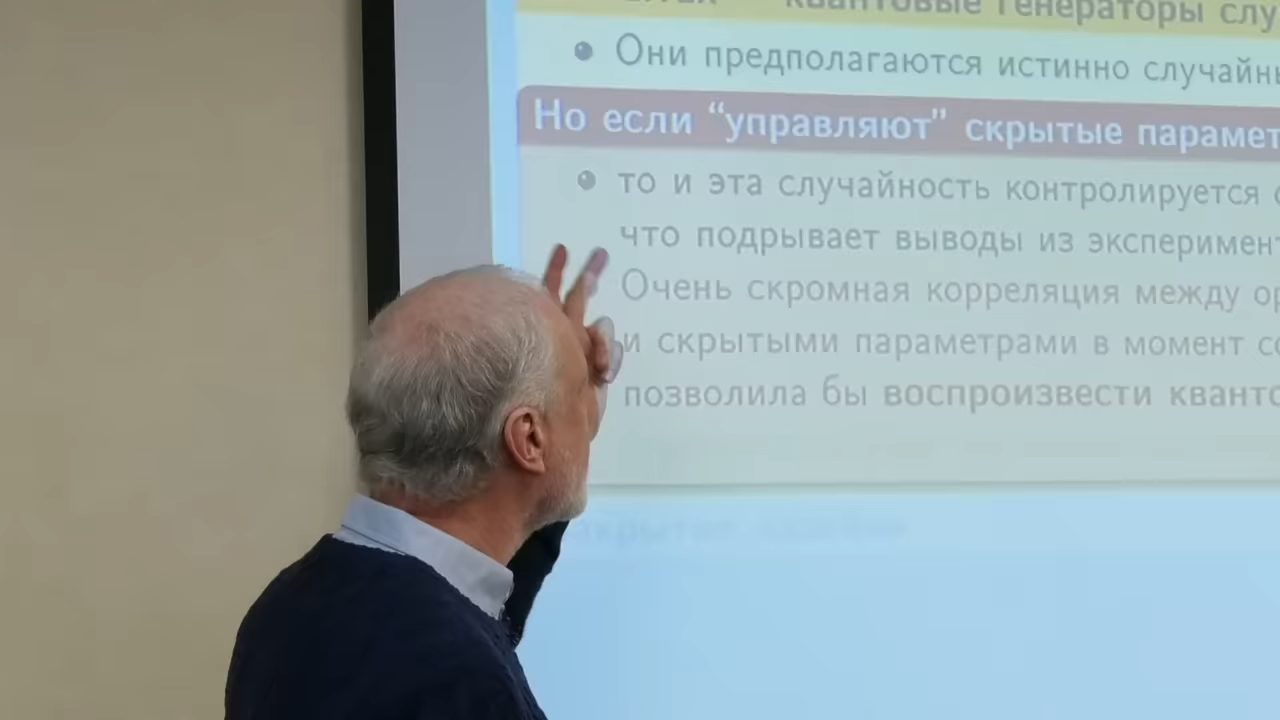 квантовые генераторы слу
Они предполагаются истинно случайны
Но если “управляют” скрытые парамет
то и эта случайность контролируется
что подрывает выводы из эксперимент
Очень скромная корреляция между ор
и скрытыми параметрами в момент со
позволила бы воспроизвести кванто